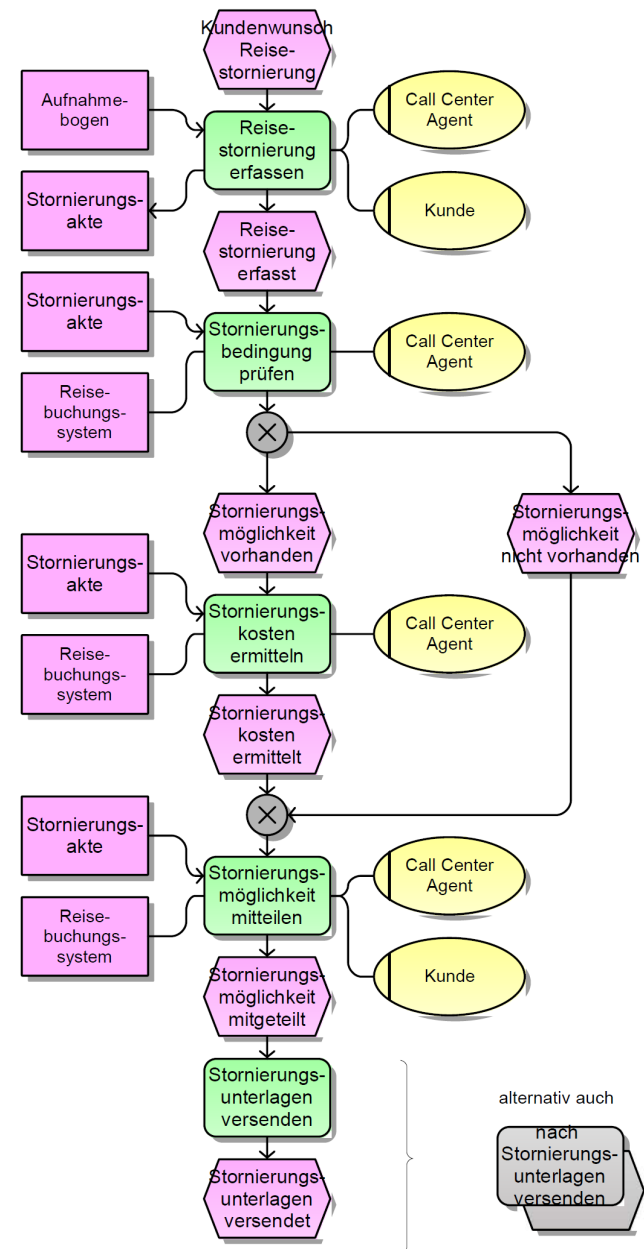 Kundenwunsch
Reise-
stornierung
Aufnahme-
bogen
Reise-
stornierung
erfassen
Call Center
Agent
Stornierungs-
akte
Kunde
Reise-
stornierung
erfasst
Stornierungs-
akte
Stornierungs-
bedingung
prüfen
Call Center
Agent
Reise-
buchungs-
system
Stornierungs-
möglichkeit
vorhanden
Stornierungs-
möglichkeit
nicht vorhanden
Stornierungs-
akte
Stornierungs-
kosten
ermitteln
Call Center
Agent
Reise-
buchungs-
system
Stornierungs-
kosten
ermittelt
Stornierungs-
akte
Stornierungs-
möglichkeit
mitteilen
Call Center
Agent
Reise-
buchungs-
system
Kunde
Stornierungs-
möglichkeit
mitgeteilt
Stornierungs-
unterlagen
versenden
alternativ auch
nach
Stornierungs-
unterlagen
versenden
Stornierungs-
unterlagen
versendet